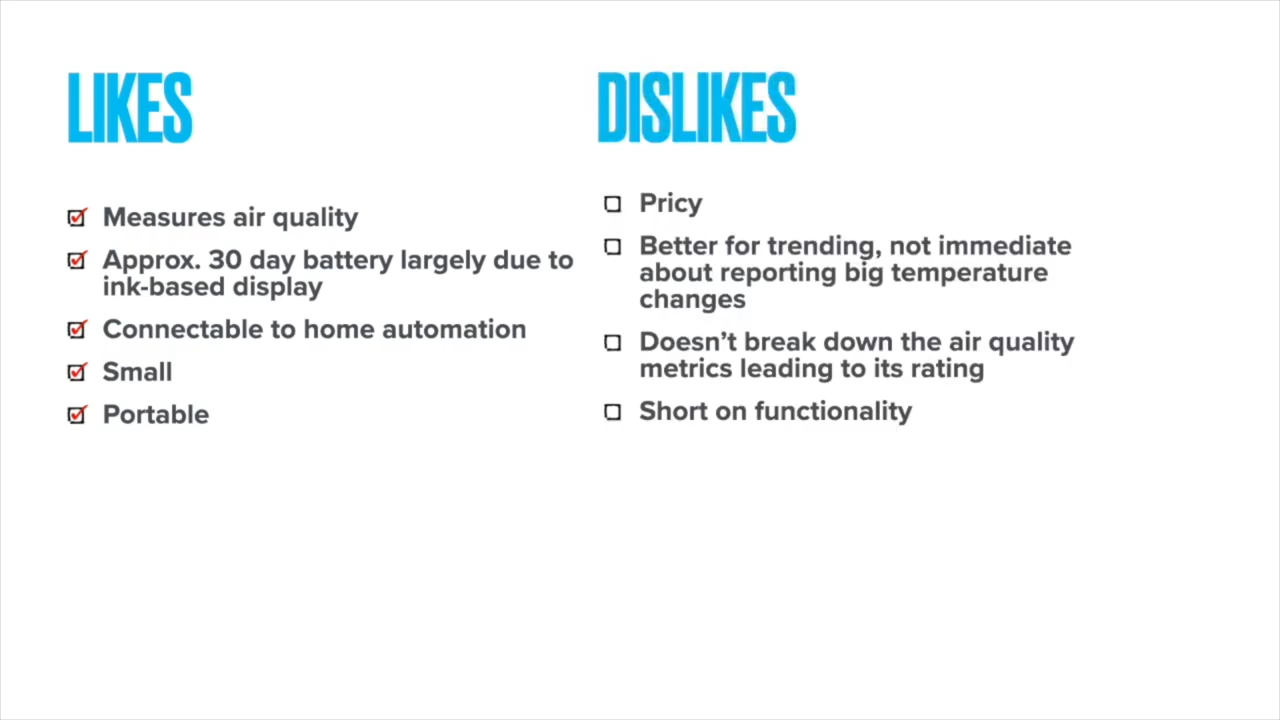 LIKES
Measures air quality
Approx. 30 day battery largely due to
ink-based display
Connectable to home automation
Small
Portable
DISLIKES
Pricy
Better for trending, not immediate
about reporting big temperature
changes
Doesn’t break down the air quality
metrics leading to its rating
Short on functionality